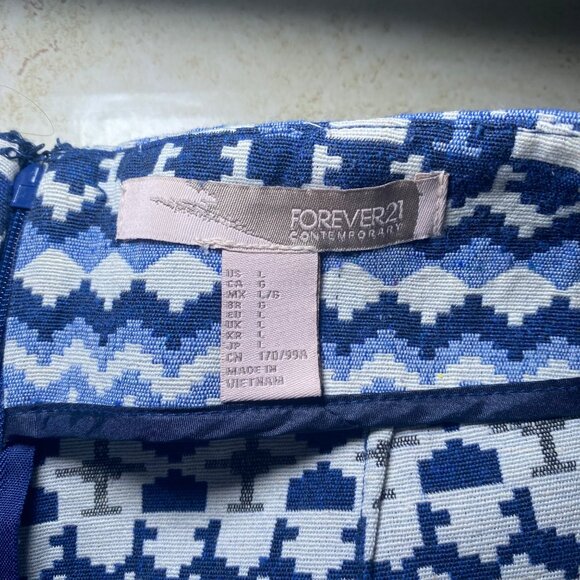 FOREVER21
CONTEMPORARY
US L
CA G
MX L/G
BR G
EU L
UK L
KR L
JP L
CN 170/99A
MADE IN
VIETNAM